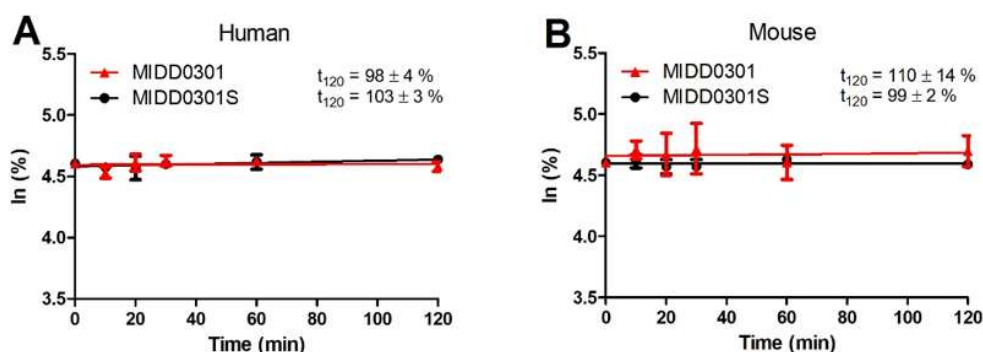 A
Human
5.5
5.0
4.5
4.0
3.5
ln (%)
MIDD0301
MIDD0301S
t120 = 98 ± 4 %
t120 = 103 ± 3 %
0 20 40 60 80 100 120
Time (min)
B
Mouse
5.5
5.0
4.5
4.0
3.5
ln (%)
MIDD0301
MIDD0301S
t120 = 110 ± 14 %
t120 = 99 ± 2 %
0 20 40 60 80 100 120
Time (min)